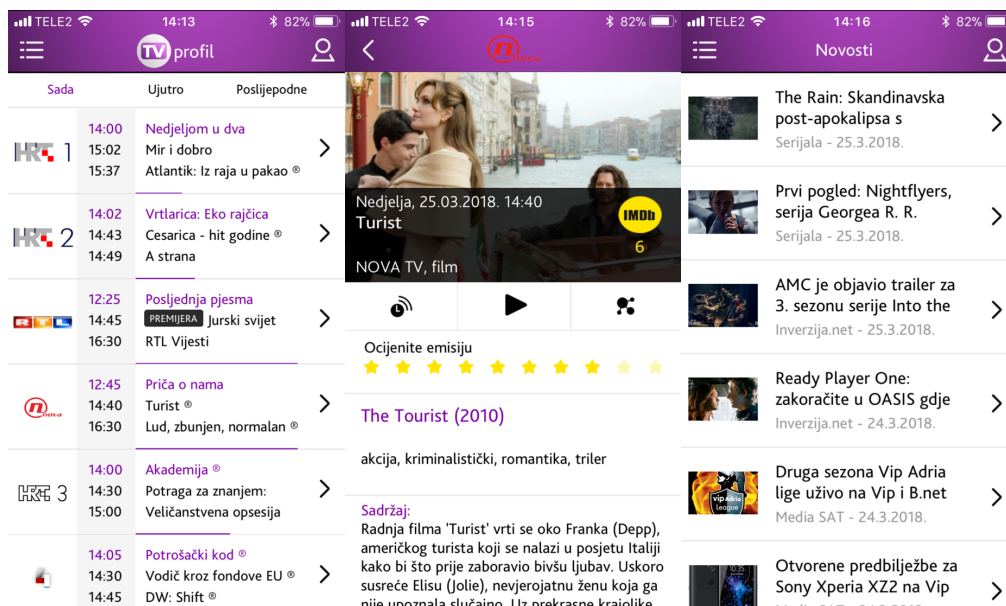 TELE2 14:13 82%
TVprofil
Sada Ujutro Poslijepodne
HRT 1
14:00 Nedjeljom u dva
15:02 Mir i dobro
15:37 Atlantik: Iz raja u pakao ®
HRT 2
14:02 Vrtlarica: Eko rajčica
14:43 Cesarica - hit godine ®
14:49 A strana
RTL
12:25 Posljednja pjesma
14:45 PREMIJERA Jurski svijet
16:30 RTL Vijesti
nova
12:45 Priča o nama
14:40 Turist ®
16:30 Lud, zbunjen, normalan ®
HRT 3
14:00 Akademija ®
14:30 Potraga za znanjem:
15:00 Veličanstvena opsesija
14:05 Potrošački kod ®
14:30 Vodič kroz fondove EU ®
14:45 DW: Shift ®
TELE2 14:15 82%
nova
Nedjelja, 25.03.2018. 14:40
Turist
IMDb
6
NOVA TV, film
Ocijenite emisiju
The Tourist (2010)
akcija, kriminalistički, romantika, triler
Sadržaj:
Radnja filma 'Turist' vrti se oko Franka (Depp),
američkog turista koji se nalazi u posjetu Italiji
kako bi što prije zaboravio bivšu ljubav. Uskoro
susreće Elisu (Jolie), nevjerojatnu ženu koja ga
nije upoznala slučajno. Uz prekrasne krajolike
TELE2 14:16 82%
Novosti
The Rain: Skandinavska
post-apokalipsa s
Serijala - 25.3.2018.
Prvi pogled: Nightflyers,
serija Georgea R. R.
Serijala - 25.3.2018.
AMC je objavio trailer za
3. sezonu serije Into the
Inverzija.net - 25.3.2018.
Ready Player One:
zakoračite u OASIS gdje
Inverzija.net - 24.3.2018.
vip Adria
League
Druga sezona Vip Adria
lige uživo na Vip i B.net
Media SAT - 24.3.2018.
Otvorene predbilježbe za
Sony Xperia XZ2 na Vip